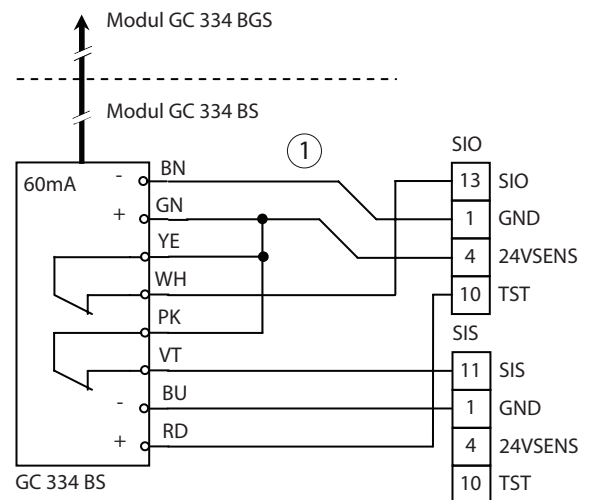 Modul GC 334 BGS
Modul GC 334 BS
1
SIO
60mA
- BN
13 SIO
+ GN
1 GND
YE
4 24VSENS
WH
10 TST
PK
SIS
VT
11 SIS
- BU
1 GND
+ RD
4 24VSENS
GC 334 BS
10 TST